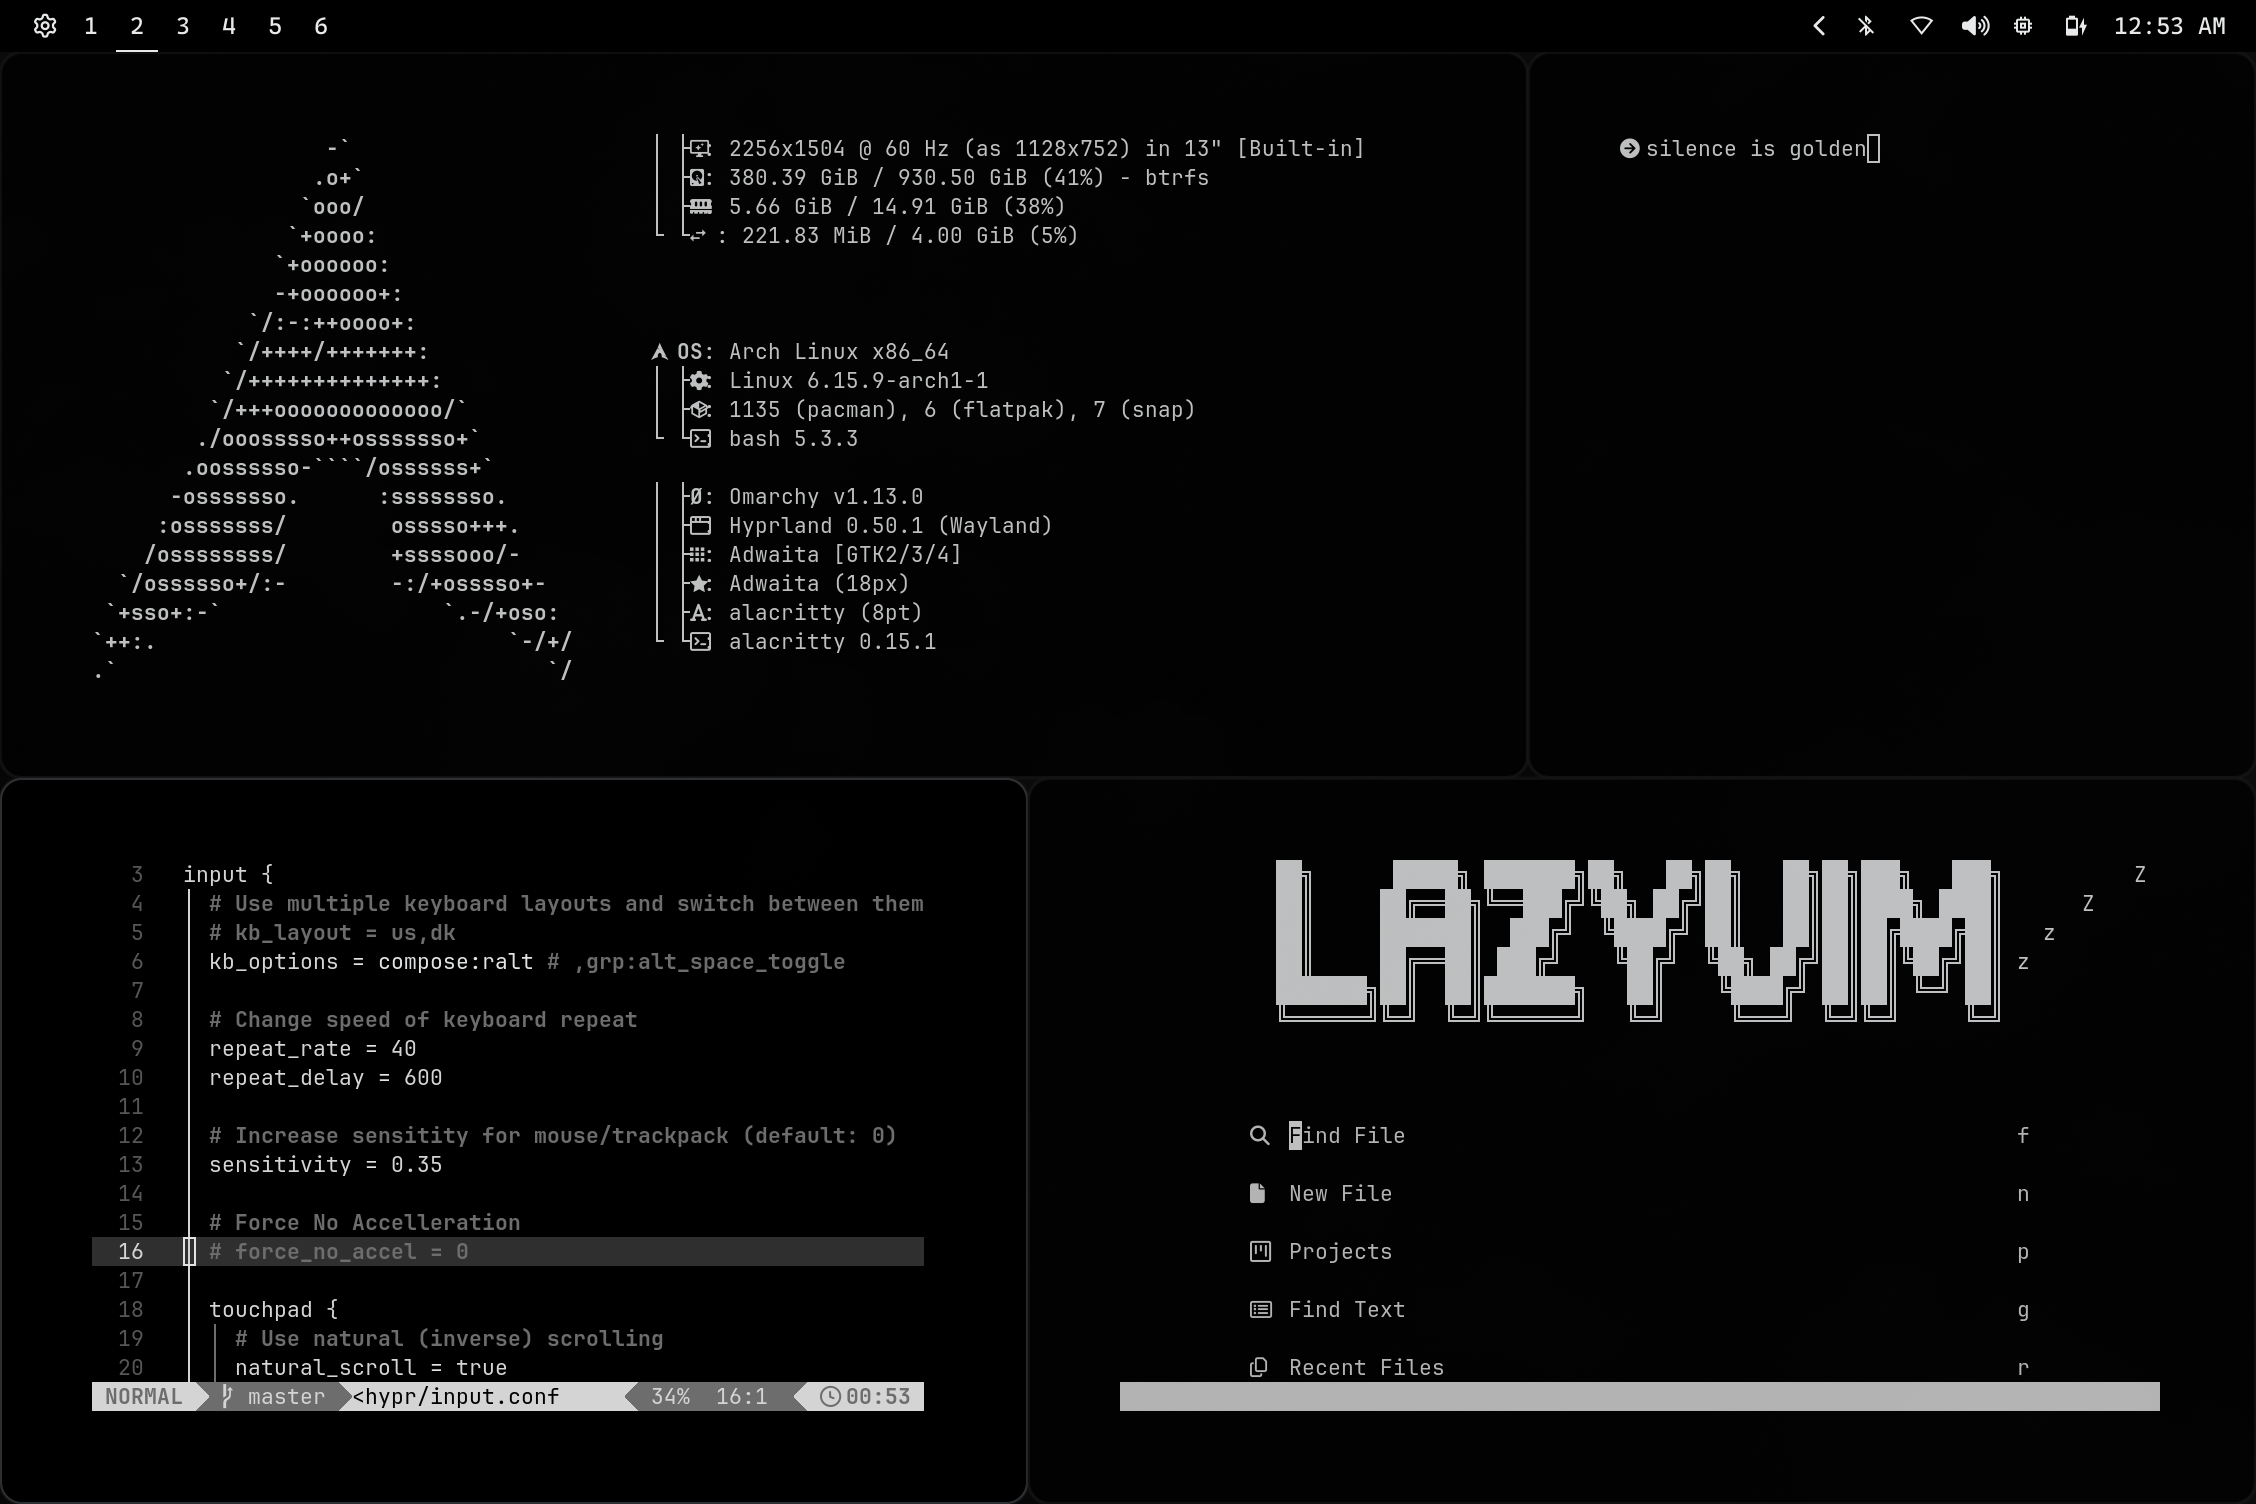 1 2 3 4 5 6
12:53 AM
-`
.o+`
`ooo/
`+oooo:
`+oooooo:
-+oooooo+:
`/:-:++oooo+:
`/++++/+++++++:
`/++++++++++++++:
`/+++ooooooooooooo/`
./ooosssso++osssssso+`
.oossssso-````/ossssss+`
-osssssso.      :ssssssso.
:osssssss/        osssso+++.
/ossssssss/        +ssssooo/-
`/ossssso+/:-        -:/+osssso+-
`+sso+:-`                 `.-/+oso:
`++:.                           `-/+/
.`                                 `/
2256x1504 @ 60 Hz (as 1128x752) in 13" [Built-in]
: 380.39 GiB / 930.50 GiB (41%) - btrfs
5.66 GiB / 14.91 GiB (38%)
: 221.83 MiB / 4.00 GiB (5%)
OS: Arch Linux x86_64
Linux 6.15.9-arch1-1
1135 (pacman), 6 (flatpak), 7 (snap)
bash 5.3.3
Ø: Omarchy v1.13.0
Hyprland 0.50.1 (Wayland)
: Adwaita [GTK2/3/4]
: Adwaita (18px)
A: alacritty (8pt)
alacritty 0.15.1
silence is golden
3 input {
4 # Use multiple keyboard layouts and switch between them
5 # kb_layout = us,dk
6 kb_options = compose:ralt # ,grp:alt_space_toggle
7
8 # Change speed of keyboard repeat
9 repeat_rate = 40
10 repeat_delay = 600
11
12 # Increase sensitity for mouse/trackpack (default: 0)
13 sensitivity = 0.35
14
15 # Force No Accelleration
16 # force_no_accel = 0
17
18 touchpad {
19 # Use natural (inverse) scrolling
20 natural_scroll = true
NORMAL master <hypr/input.conf 34% 16:1 00:53
LAZYVIM
Z
Z
z
z
Find File f
New File n
Projects p
Find Text g
Recent Files r